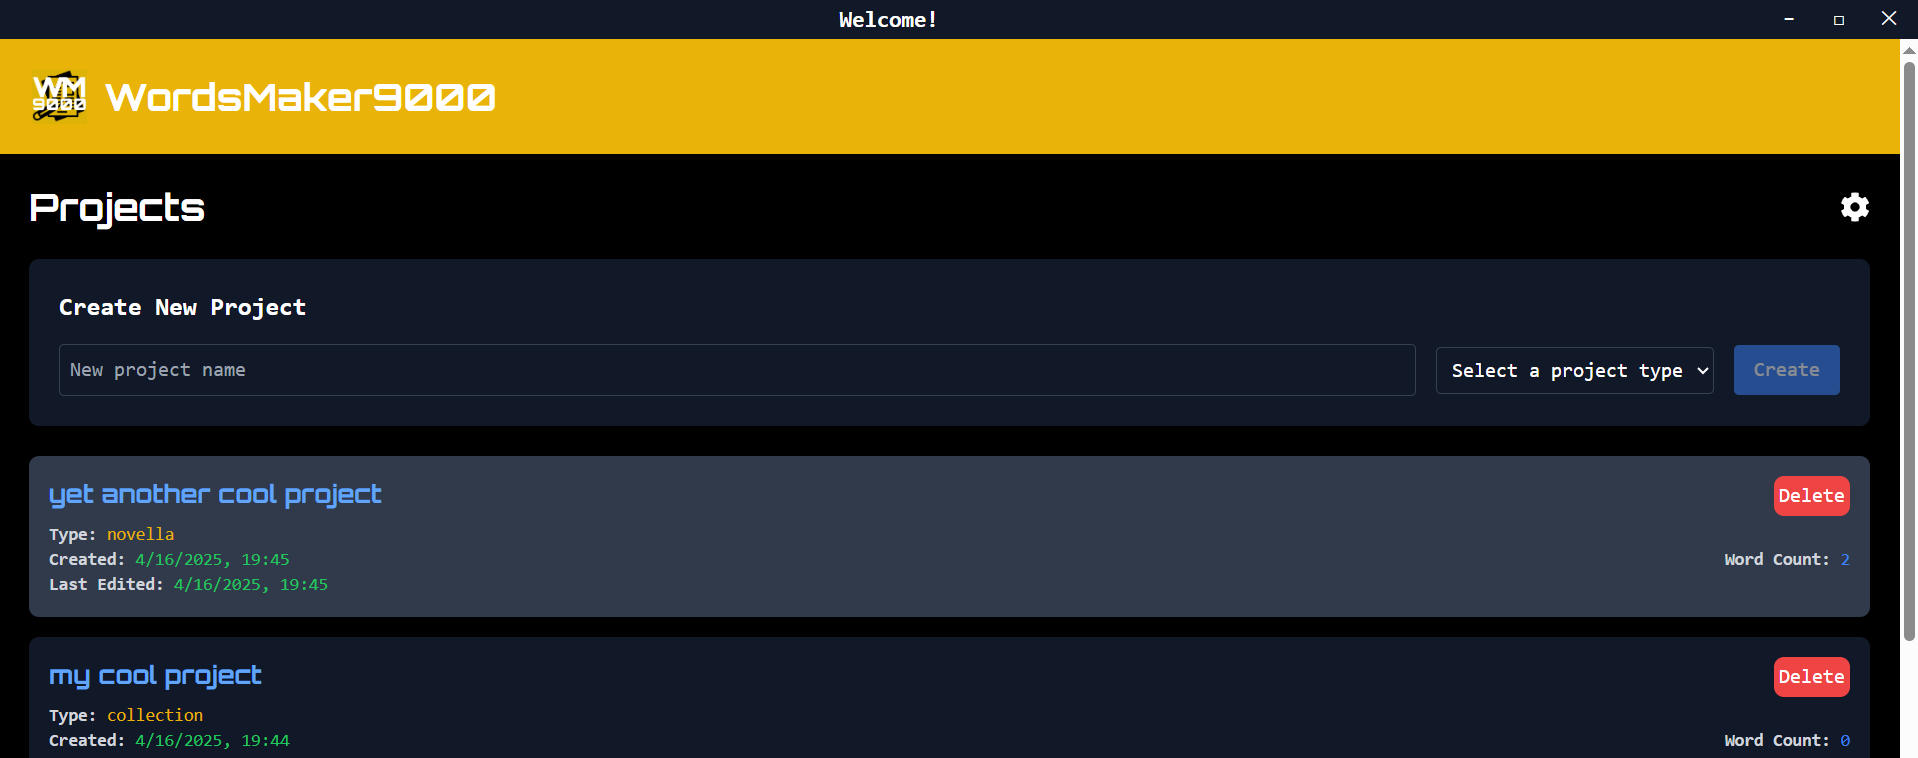 Welcome!
WM
9000
WordsMaker9000
Projects
Create New Project
New project name
Select a project type
Create
yet another cool project
Delete
Type: novella
Created: 4/16/2025, 19:45
Word Count: 2
Last Edited: 4/16/2025, 19:45
my cool project
Delete
Type: collection
Created: 4/16/2025, 19:44
Word Count: 0